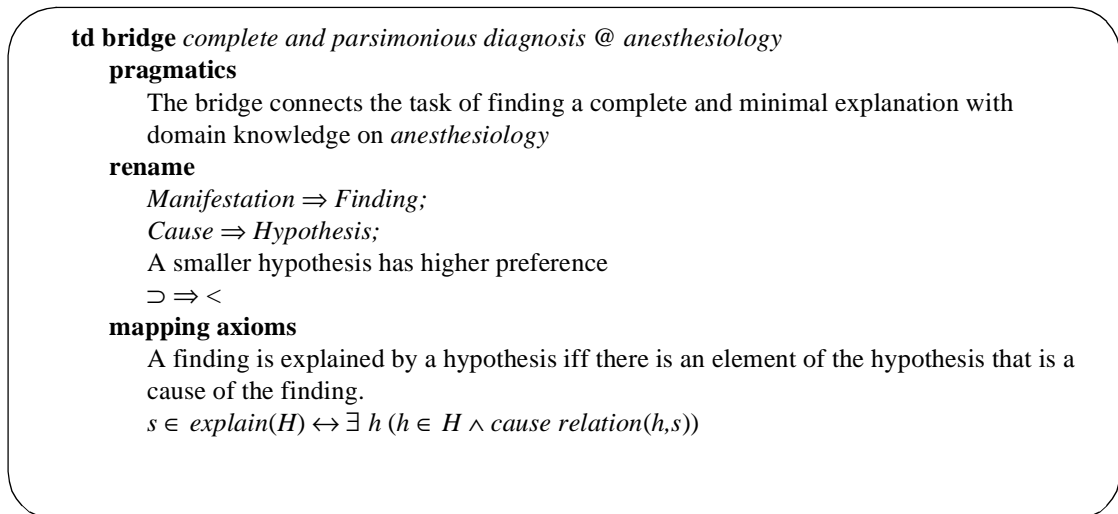 td bridge complete and parsimonious diagnosis @ anesthesiology
pragmatics
The bridge connects the task of finding a complete and minimal explanation with
domain knowledge on anesthesiology
rename
Manifestation ⇒ Finding;
Cause ⇒ Hypothesis;
A smaller hypothesis has higher preference
⊃ ⇒ <
mapping axioms
A finding is explained by a hypothesis iff there is an element of the hypothesis that is a
cause of the finding.
s ∈ explain(H) ↔ ∃ h (h ∈ H ∧ cause relation(h,s))